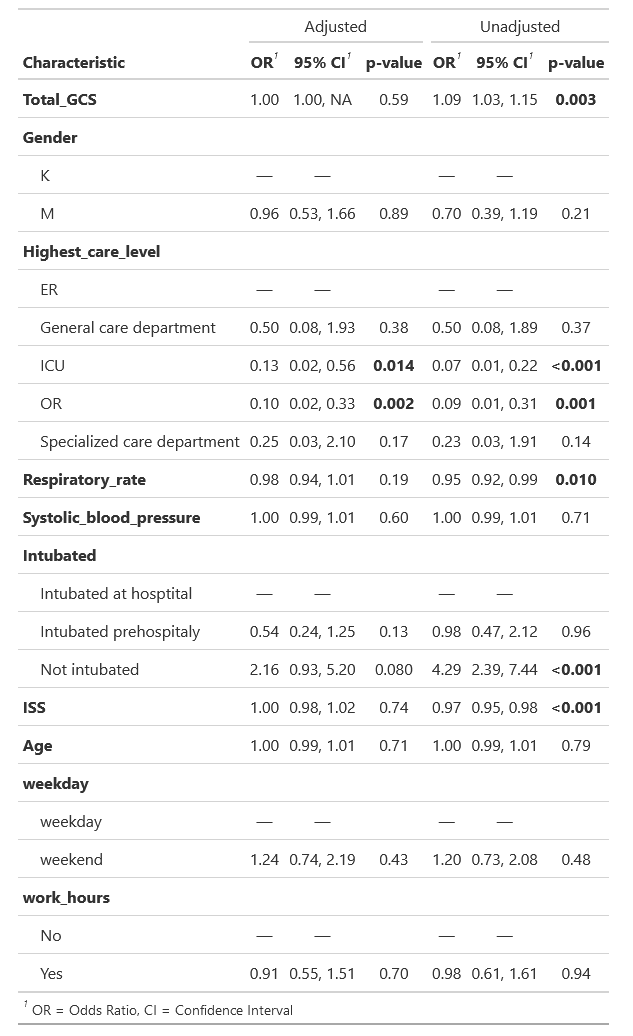 Adjusted Unadjusted
Characteristic OR1 95% CI1 p-value OR1 95% CI1 p-value
Total_GCS 1.00 1.00, NA 0.59 1.09 1.03, 1.15 0.003
Gender
K — — — —
M 0.96 0.53, 1.66 0.89 0.70 0.39, 1.19 0.21
Highest_care_level
ER — — — —
General care department 0.50 0.08, 1.93 0.38 0.50 0.08, 1.89 0.37
ICU 0.13 0.02, 0.56 0.014 0.07 0.01, 0.22 <0.001
OR 0.10 0.02, 0.33 0.002 0.09 0.01, 0.31 0.001
Specialized care department 0.25 0.03, 2.10 0.17 0.23 0.03, 1.91 0.14
Respiratory_rate 0.98 0.94, 1.01 0.19 0.95 0.92, 0.99 0.010
Systolic_blood_pressure 1.00 0.99, 1.01 0.60 1.00 0.99, 1.01 0.71
Intubated
Intubated at hosptital — — — —
Intubated prehospitaly 0.54 0.24, 1.25 0.13 0.98 0.47, 2.12 0.96
Not intubated 2.16 0.93, 5.20 0.080 4.29 2.39, 7.44 <0.001
ISS 1.00 0.98, 1.02 0.74 0.97 0.95, 0.98 <0.001
Age 1.00 0.99, 1.01 0.71 1.00 0.99, 1.01 0.79
weekday
weekday — — — —
weekend 1.24 0.74, 2.19 0.43 1.20 0.73, 2.08 0.48
work_hours
No — — — —
Yes 0.91 0.55, 1.51 0.70 0.98 0.61, 1.61 0.94
1 OR = Odds Ratio, CI = Confidence Interval